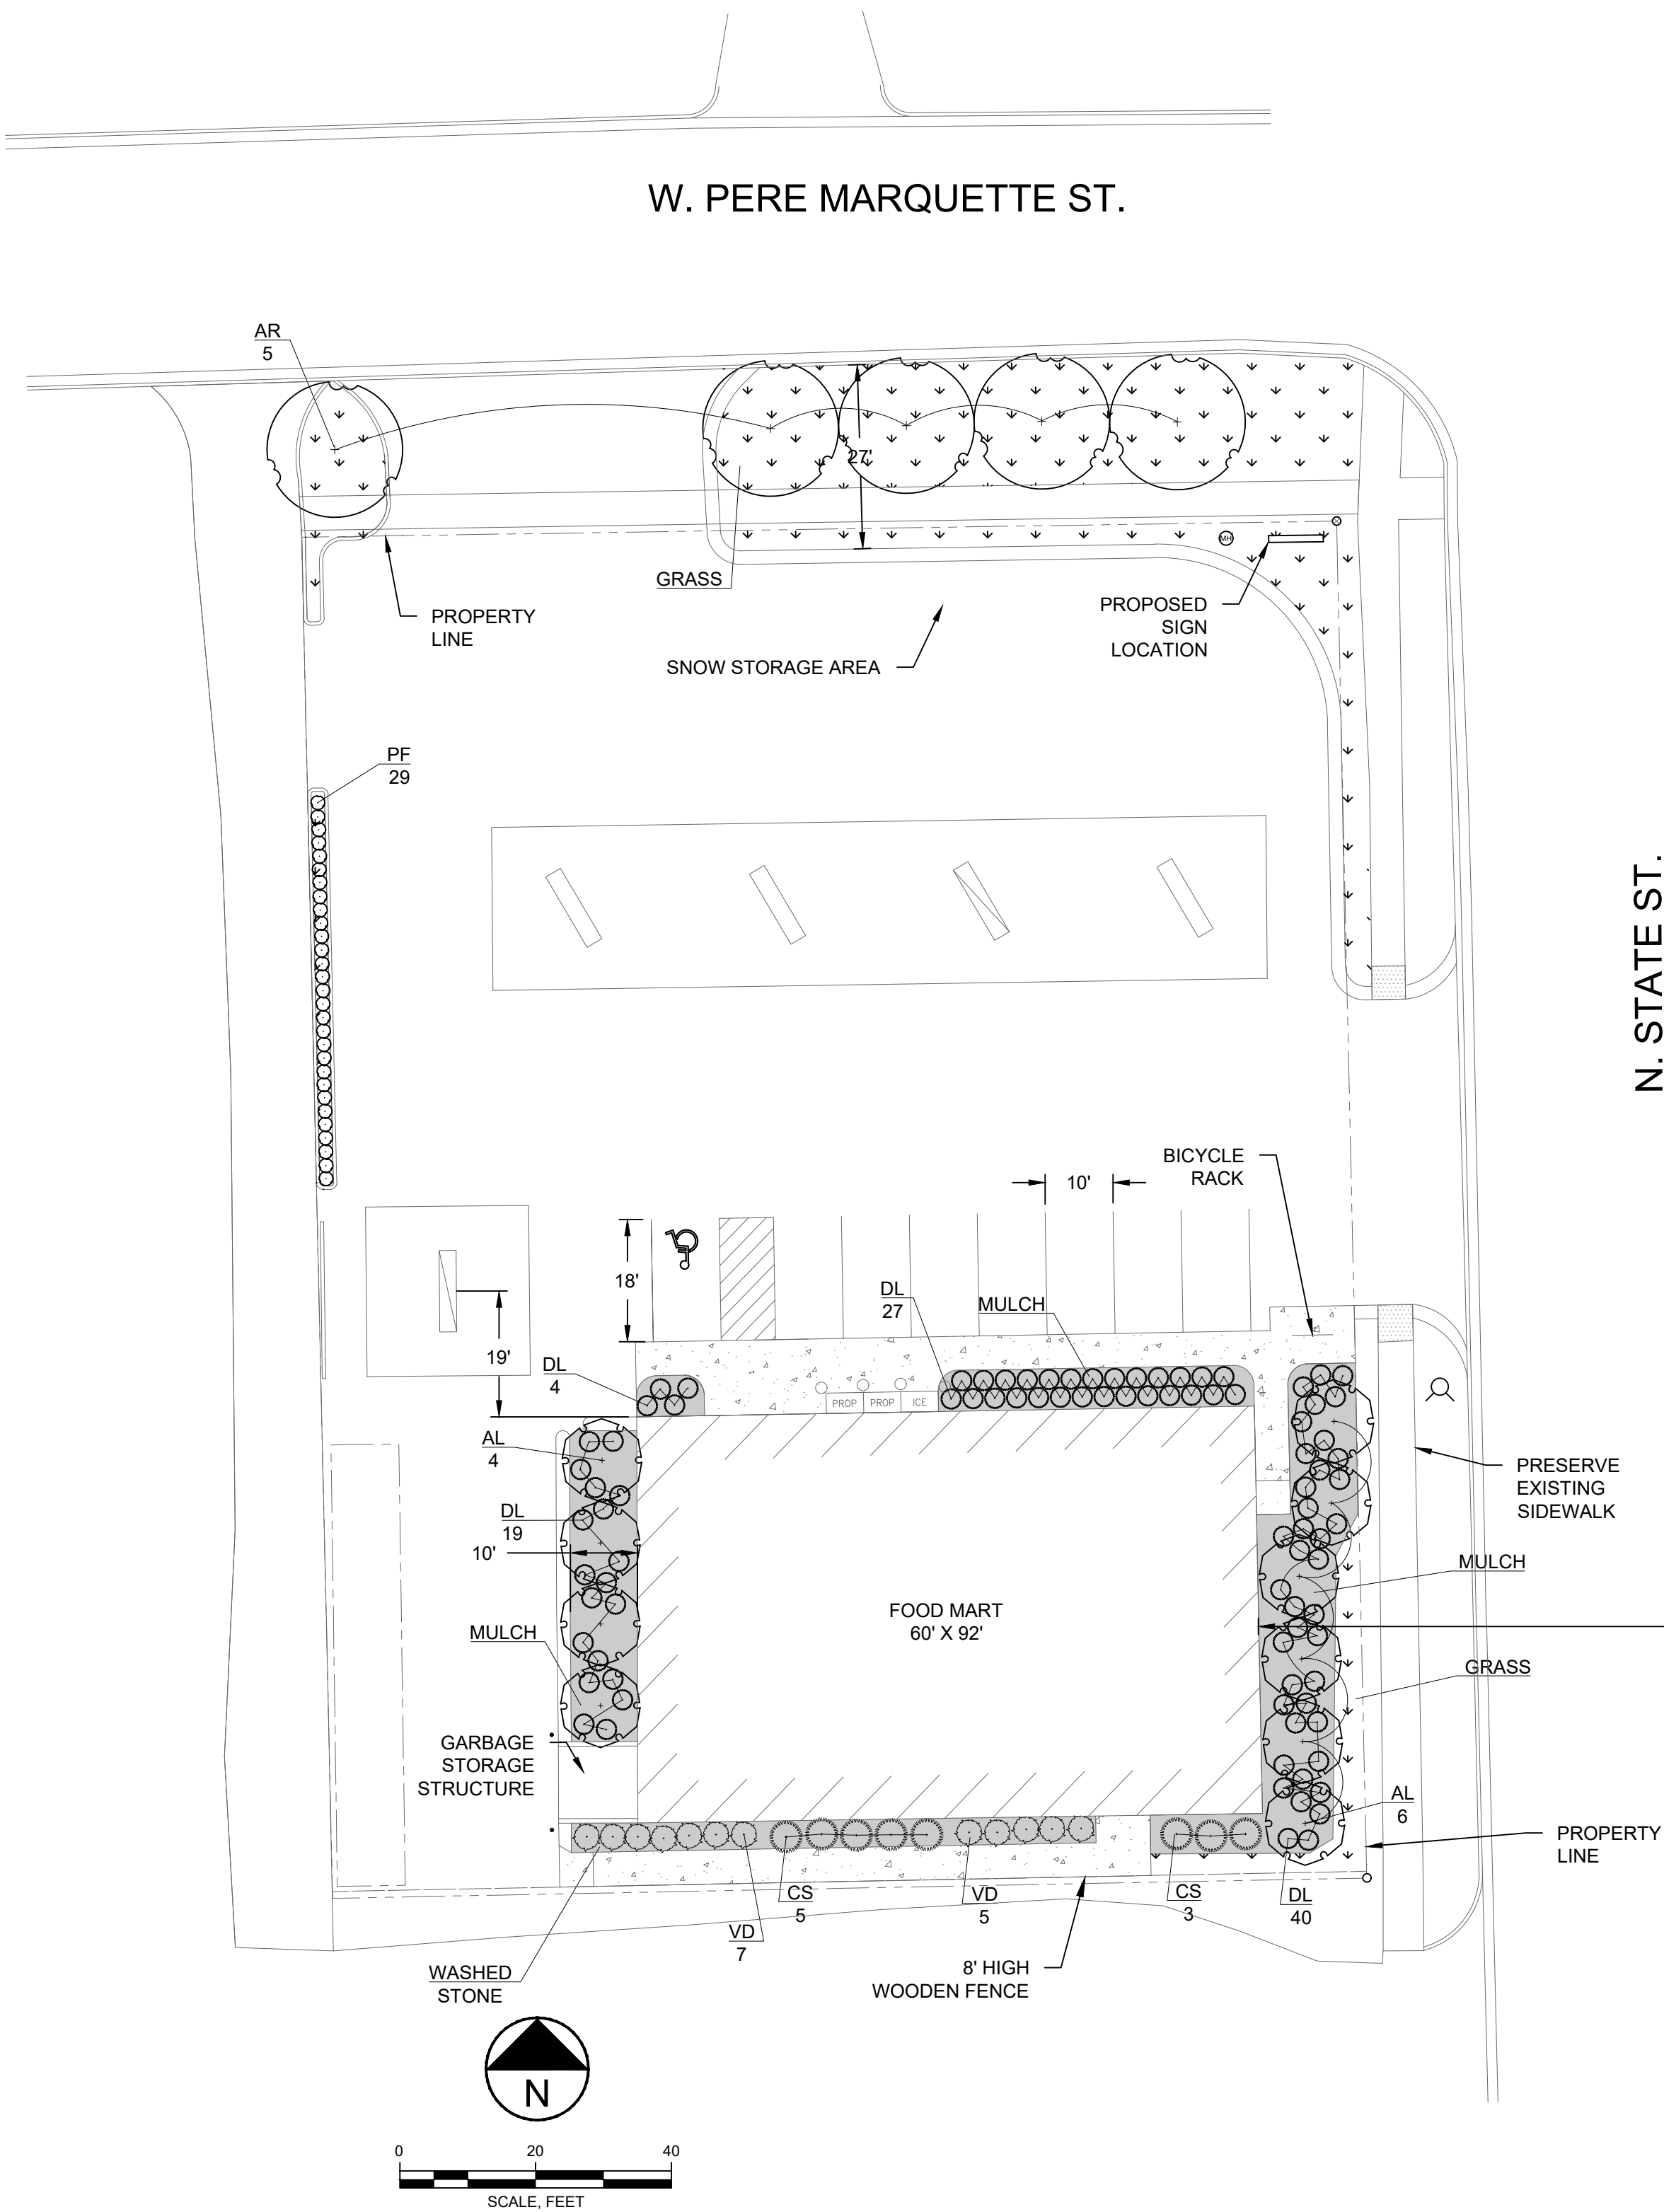 W. PERE MARQUETTE ST.
AR
5
27'
MH
GRASS
PROPERTY
LINE
PROPOSED
SIGN
LOCATION
SNOW STORAGE AREA
PF
29
N. STATE ST.
BICYCLE
RACK
10'
18'
DL
27
MULCH
19'
DL
4
PROP
PROP
ICE
AL
4
PRESERVE
EXISTING
SIDEWALK
DL
19
10'
MULCH
FOOD MART
60' X 92'
MULCH
GRASS
GARBAGE
STORAGE
STRUCTURE
AL
6
PROPERTY
LINE
CS
5
VD
5
CS
3
DL
40
VD
7
WASHED
STONE
8' HIGH
WOODEN FENCE
N
0
20
40
SCALE, FEET